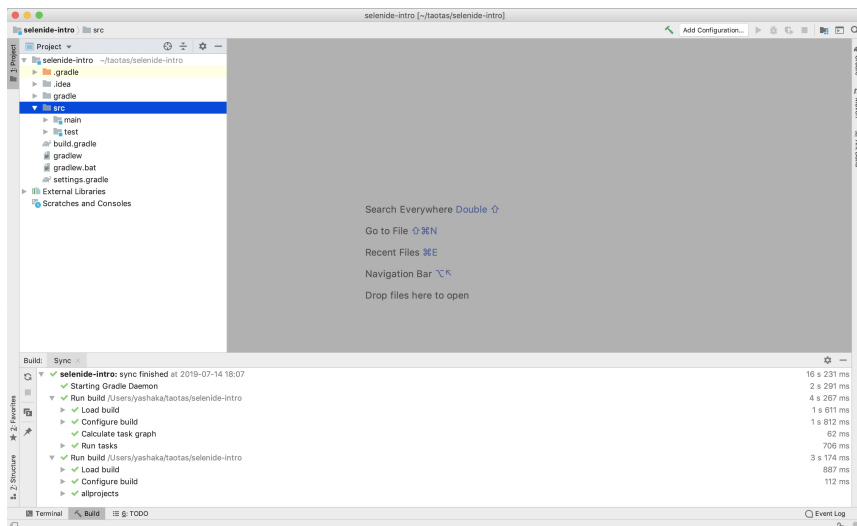 selenide-intro [~/taotas/selenide-intro]
selenide-intro src
Add Configuration...
1: Project
Project
selenide-intro ~/taotas/selenide-intro
.gradle
.idea
gradle
src
main
test
build.gradle
gradlew
gradlew.bat
settings.gradle
External Libraries
Scratches and Consoles
Search Everywhere Double ⇧
Go to File ⇧⌘N
Recent Files ⌘E
Navigation Bar ⌥↖
Drop files here to open
Build: Sync
selenide-intro: sync finished at 2019-07-14 18:07 16 s 231 ms
Starting Gradle Daemon 2 s 291 ms
Run build /Users/yashaka/taotas/selenide-intro 4 s 267 ms
Load build 1 s 611 ms
Configure build 1 s 812 ms
Calculate task graph 62 ms
Run tasks 706 ms
Run build /Users/yashaka/taotas/selenide-intro 3 s 174 ms
Load build 887 ms
Configure build 112 ms
allprojects
2: Favorites
Z: Structure
Terminal Build 6: TODO Event Log